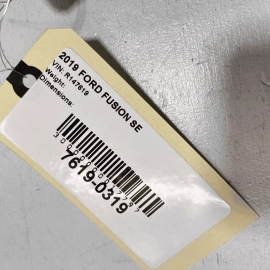 2019 FORD FUSION SE
VIN: R147619
Weight:
Dimensions:
7619-0319